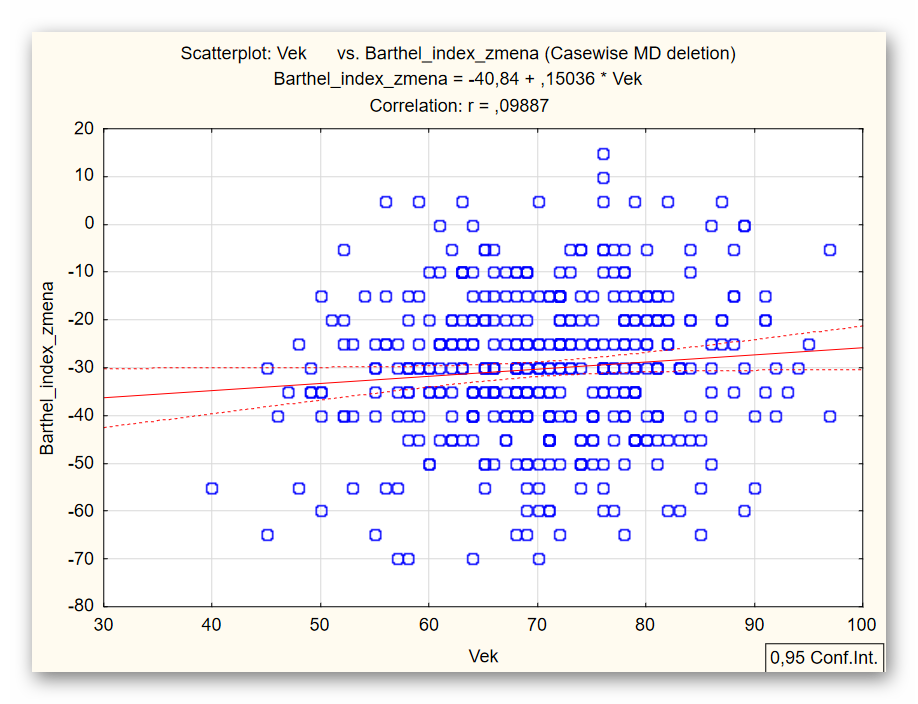 Scatterplot: Vek vs. Barthel_index_zmena (Casewise MD deletion)
Barthel_index_zmena = -40,84 + ,15036 * Vek
Correlation: r = ,09887
20
10
0
-10
-20
-30
-40
-50
-60
-70
-80
Barthel_index_zmena
30 40 50 60 70 80 90 100
Vek
0,95 Conf.Int.